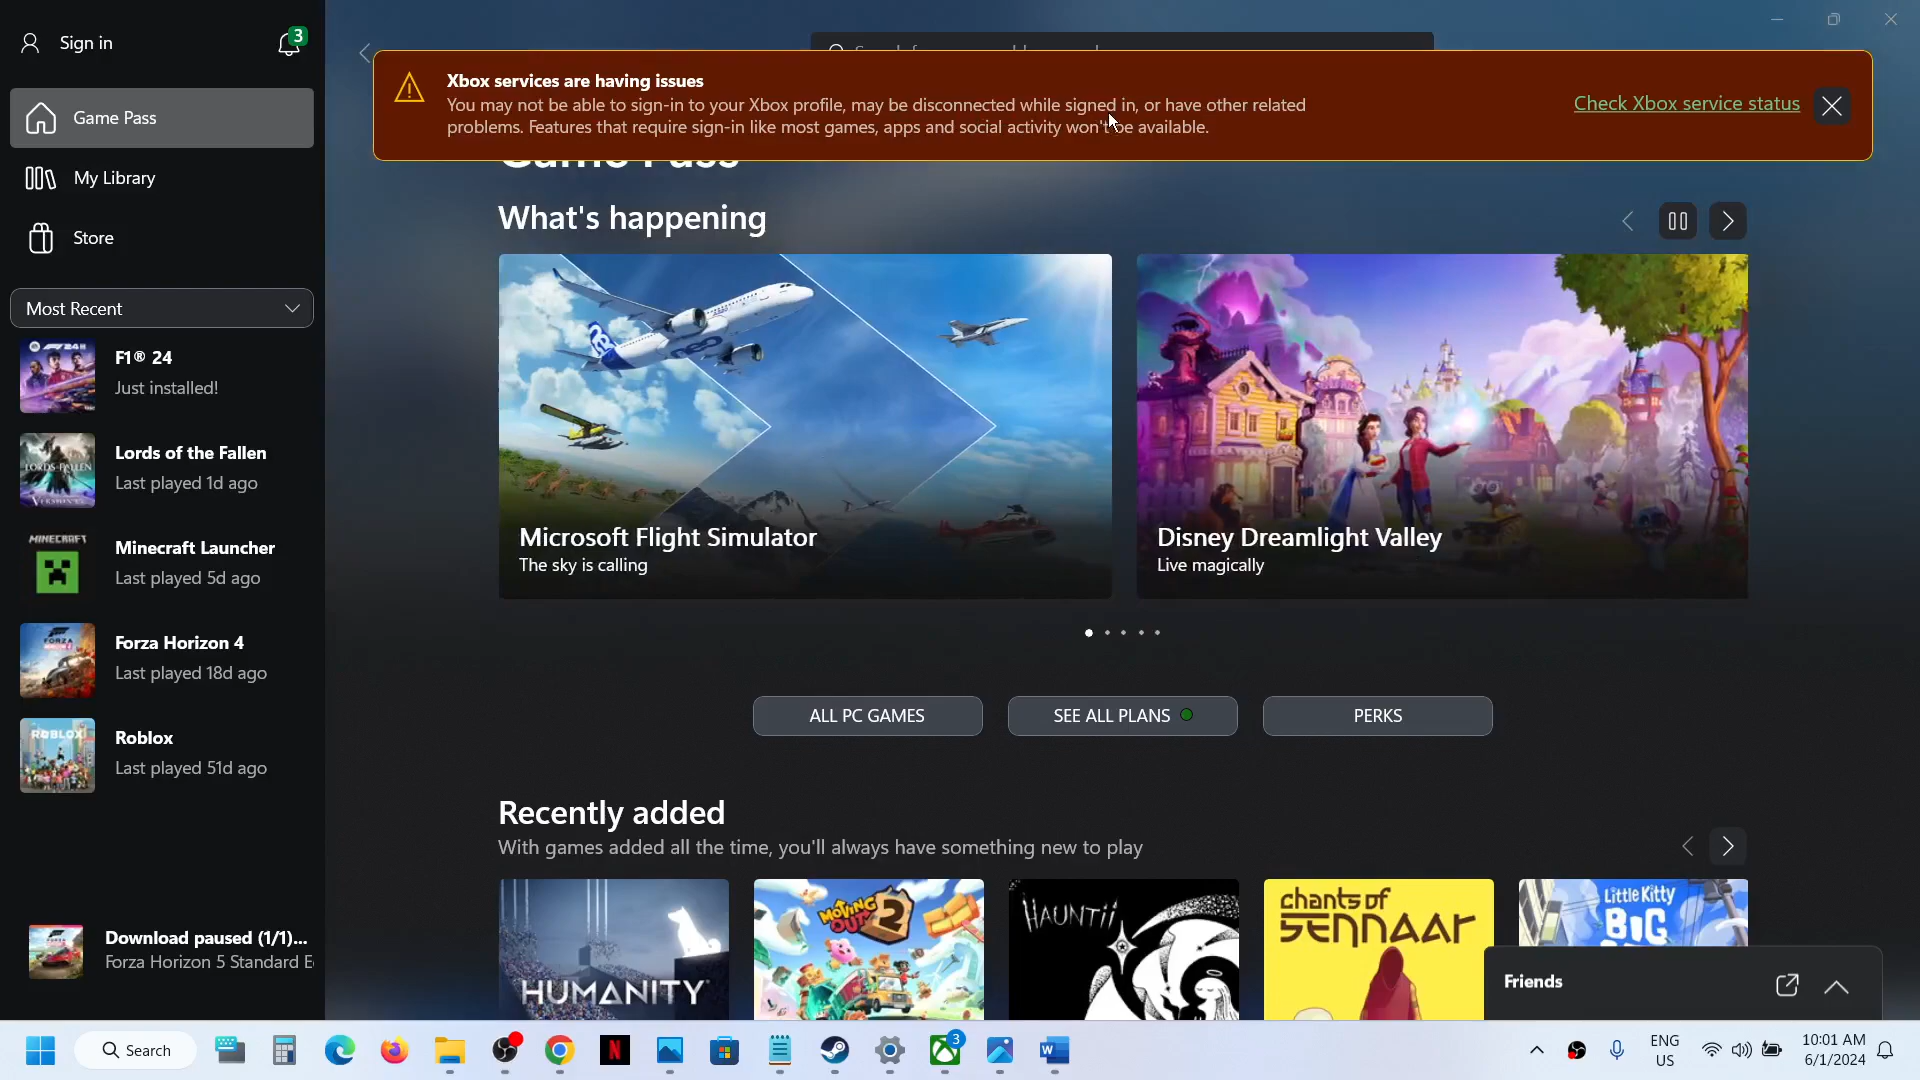 Sign in
3
Game Pass
My Library
Store
Most Recent
F1® 24
Just installed!
Lords of the Fallen
Last played 1d ago
Minecraft Launcher
Last played 5d ago
Forza Horizon 4
Last played 18d ago
Roblox
Last played 51d ago
Download paused (1/1)...
Forza Horizon 5 Standard E
Xbox services are having issues
You may not be able to sign-in to your Xbox profile, may be disconnected while signed in, or have other related
problems. Features that require sign-in like most games, apps and social activity won't be available.
Check Xbox service status
Game Pass
What's happening
Microsoft Flight Simulator
The sky is calling
Disney Dreamlight Valley
Live magically
ALL PC GAMES
SEE ALL PLANS
PERKS
Recently added
With games added all the time, you'll always have something new to play
HUMANITY
MOVING OUT 2
HAUNTII
chants of
SENNAAR
Little Kitty
BIG
Friends
Search
3
ENG
US
10:01 AM
6/1/2024